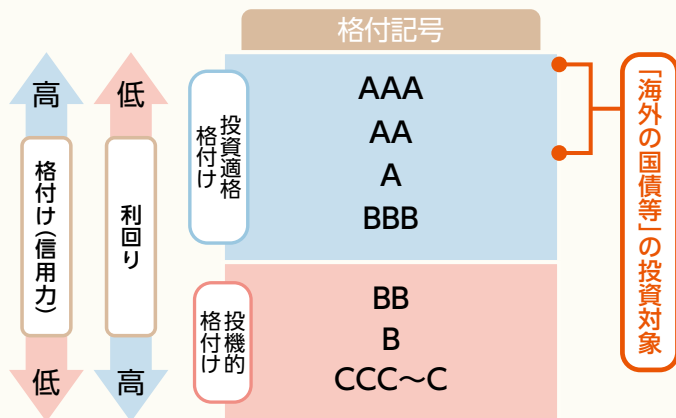 格付記号
高
格付け(信用力)
低
低
利回り
高
投資適格
格付け
AAA
AA
A
BBB
投機的
格付け
BB
B
CCC～C
「海外の国債等」の投資対象